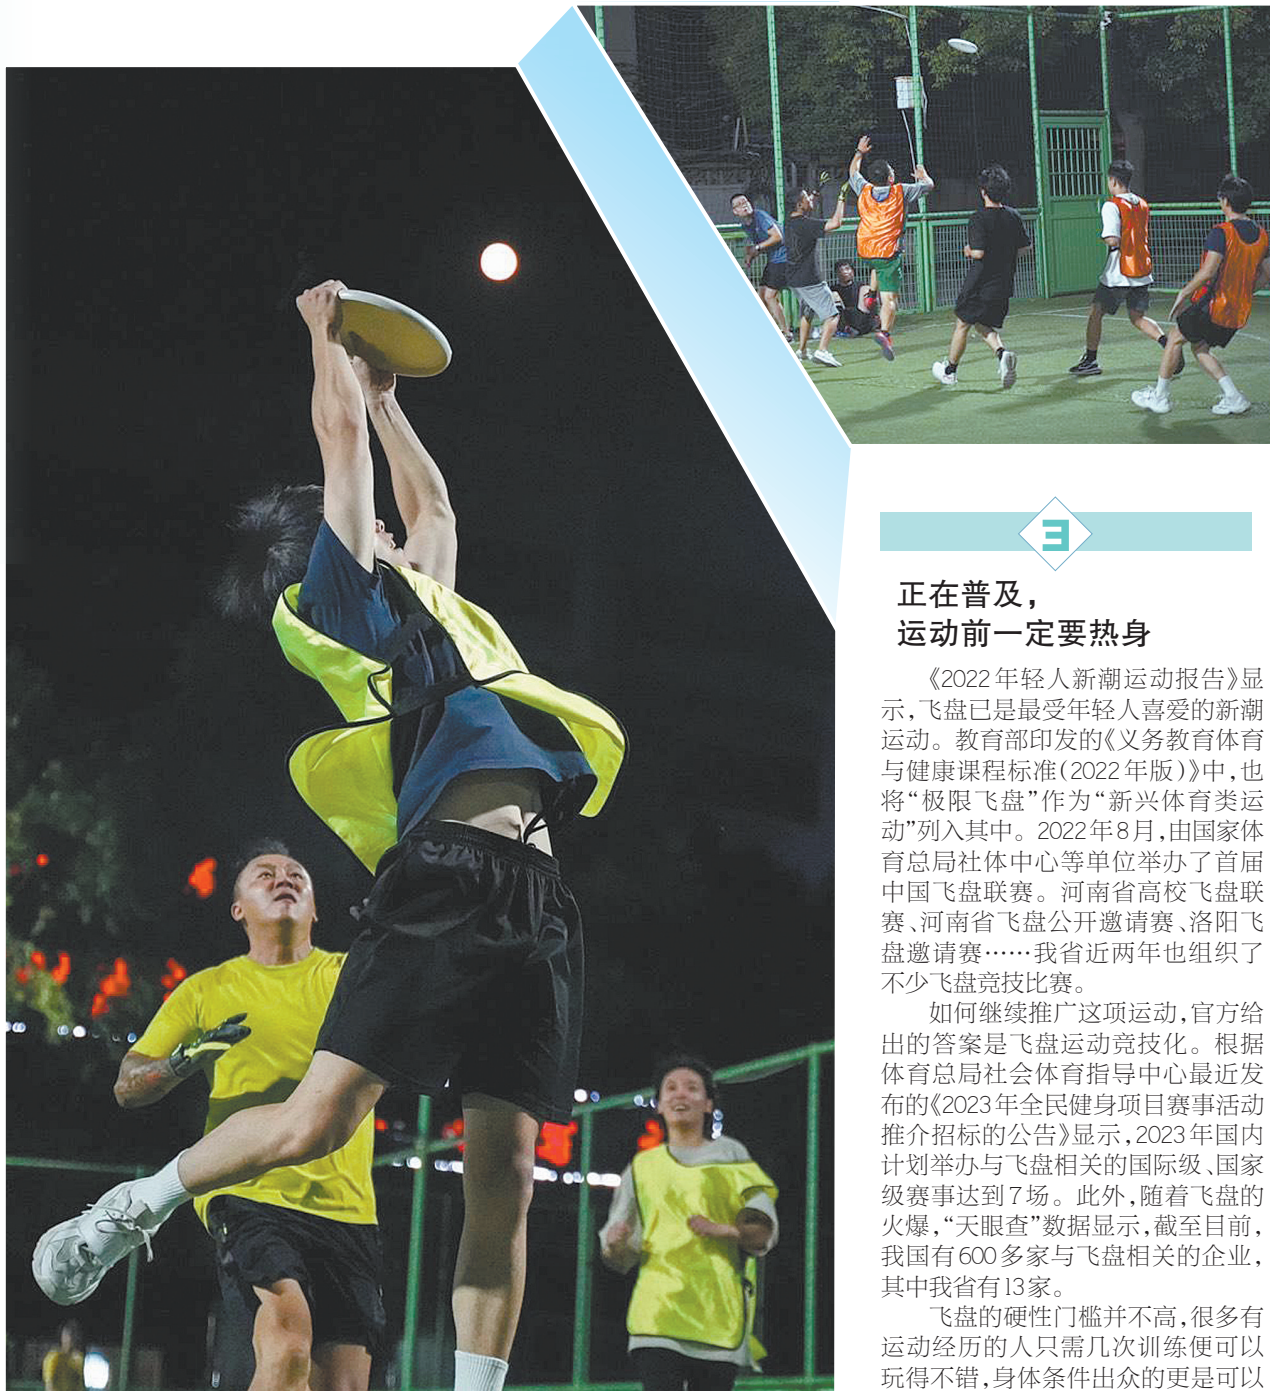 3
正在普及，
运动前一定要热身
《2022年轻人新潮运动报告》显
示，飞盘已是最受年轻人喜爱的新潮
运动。教育部印发的《义务教育体育
与健康课程标准(2022年版)》中，也
将“极限飞盘”作为“新兴体育类运
动”列入其中。2022年8月，由国家体
育总局社体中心等单位举办了首届
中国飞盘联赛。河南省高校飞盘联
赛、河南省飞盘公开邀请赛、洛阳飞
盘邀请赛……我省近两年也组织了
不少飞盘竞技比赛。
如何继续推广这项运动，官方给
出的答案是飞盘运动竞技化。根据
体育总局社会体育指导中心最近发
布的《2023年全民健身项目赛事活动
推介招标的公告》显示，2023年国内
计划举办与飞盘相关的国际级、国家
级赛事达到7场。此外，随着飞盘的
火爆，“天眼查”数据显示，截至目前，
我国有600多家与飞盘相关的企业，
其中我省有13家。
飞盘的硬性门槛并不高，很多有
运动经历的人只需几次训练便可以
玩得不错，身体条件出众的更是可以